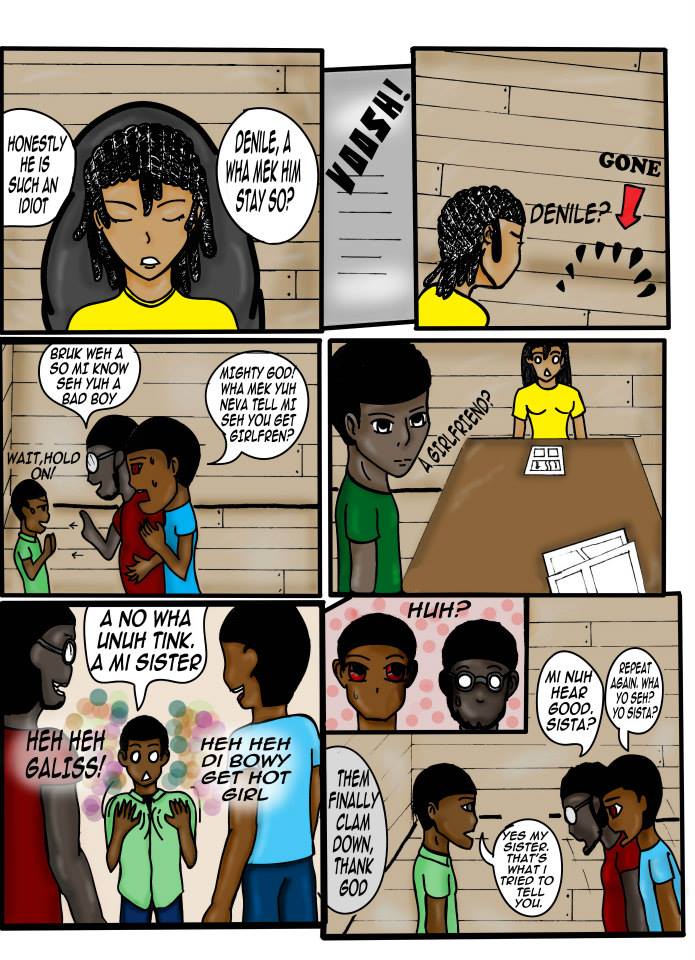 HONESTLY
HE IS
SUCH AN
IDIOT
DENILE, A
WHA MEK HIM
STAY SO?
VOOSH!
GONE
DENILE?
BRUK WEH A
SO MI KNOW
SEH YUH A
BAD BOY
MIGHTY GOD!
WHA MEK YUH
NEVA TELL MI
SEH YOU GET
GIRLFREN?
WAIT,HOLD
ON!
A GIRLFRIEND?
A NO WHA
UNUH TINK.
A MI SISTER
HEH HEH
GALISS!
HEH HEH
DI BOWY
GET HOT
GIRL
HUH?
MI NUH
HEAR
GOOD.
SISTA?
REPEAT
AGAIN. WHA
YO SEH?
YO SISTA?
THEM
FINALLY
CLAM
DOWN,
THANK
GOD
YES MY
SISTER.
THAT'S
WHAT I
TRIED TO
TELL
YOU.